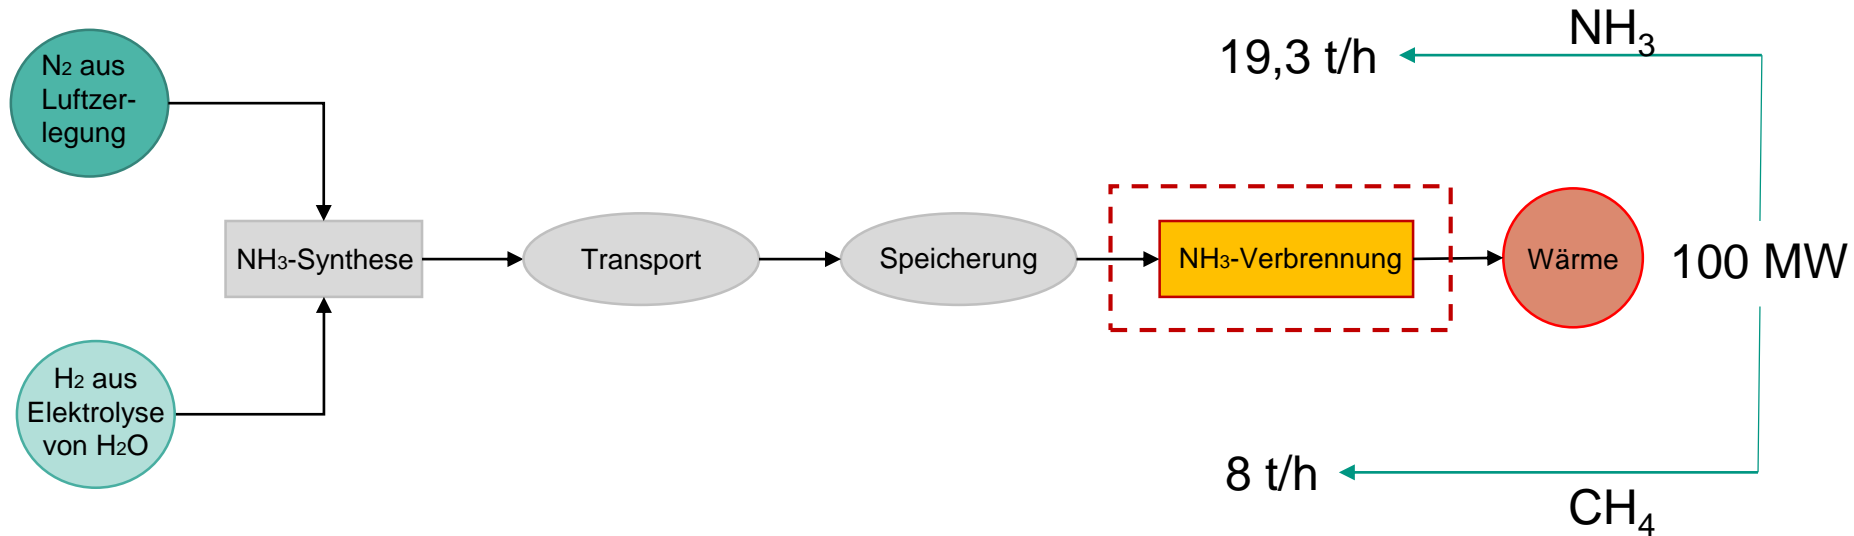 N2 aus
Luftzer-
legung
H2 aus
Elektrolyse
von H2O
NH3-Synthese
Transport
Speicherung
NH3-Verbrennung
Wärme
100 MW
NH3
19,3 t/h
8 t/h
CH4